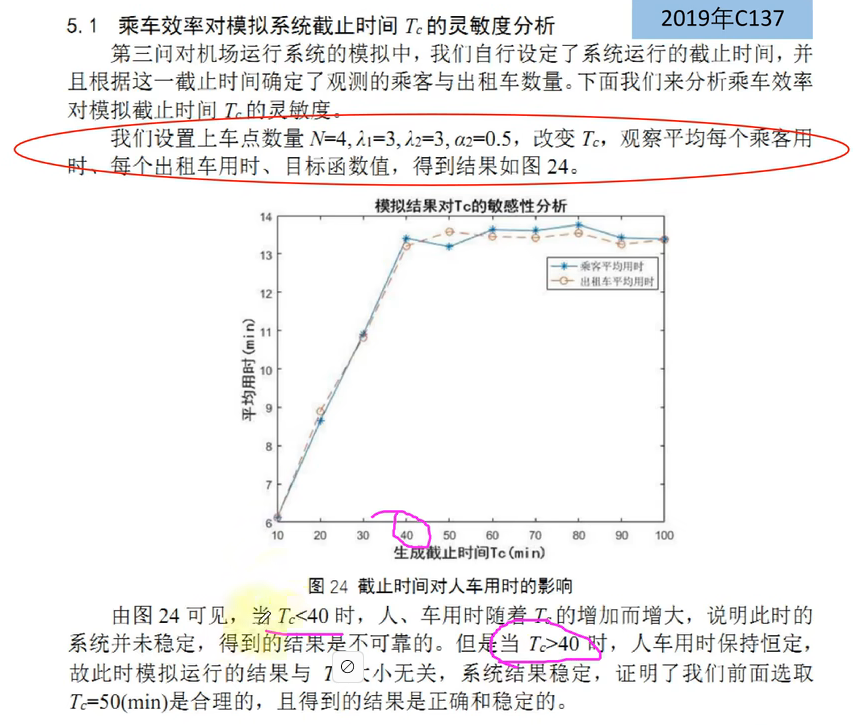 2019年C137
5.1 乘车效率对模拟系统截止时间 Tc 的灵敏度分析
第三问对机场运行系统的模拟中，我们自行设定了系统运行的截止时间，并
且根据这一截止时间确定了观测的乘客与出租车数量。下面我们来分析乘车效率
对模拟截止时间 Tc 的灵敏度。
我们设置上车点数量 N=4, λ1=3, λ2=3, α2=0.5，改变 Tc，观察平均每个乘客用
时、每个出租车用时、目标函数值，得到结果如图 24。
模拟结果对Tc的敏感性分析
14
13
12
11
10
9
8
7
6
平均用时(min)
乘客平均用时
出租车平均用时
10 20 30 40 50 60 70 80 90 100
生成截止时间Tc(min)
图 24 截止时间对人车用时的影响
由图 24 可见，当 Tc<40 时，人、车用时随着 Tc 的增加而增大，说明此时的
系统并未稳定，得到的结果是不可靠的。但是当 Tc>40 时，人车用时保持恒定，
故此时模拟运行的结果与 T 大小无关，系统结果稳定，证明了我们前面选取
Tc=50(min)是合理的，且得到的结果是正确和稳定的。